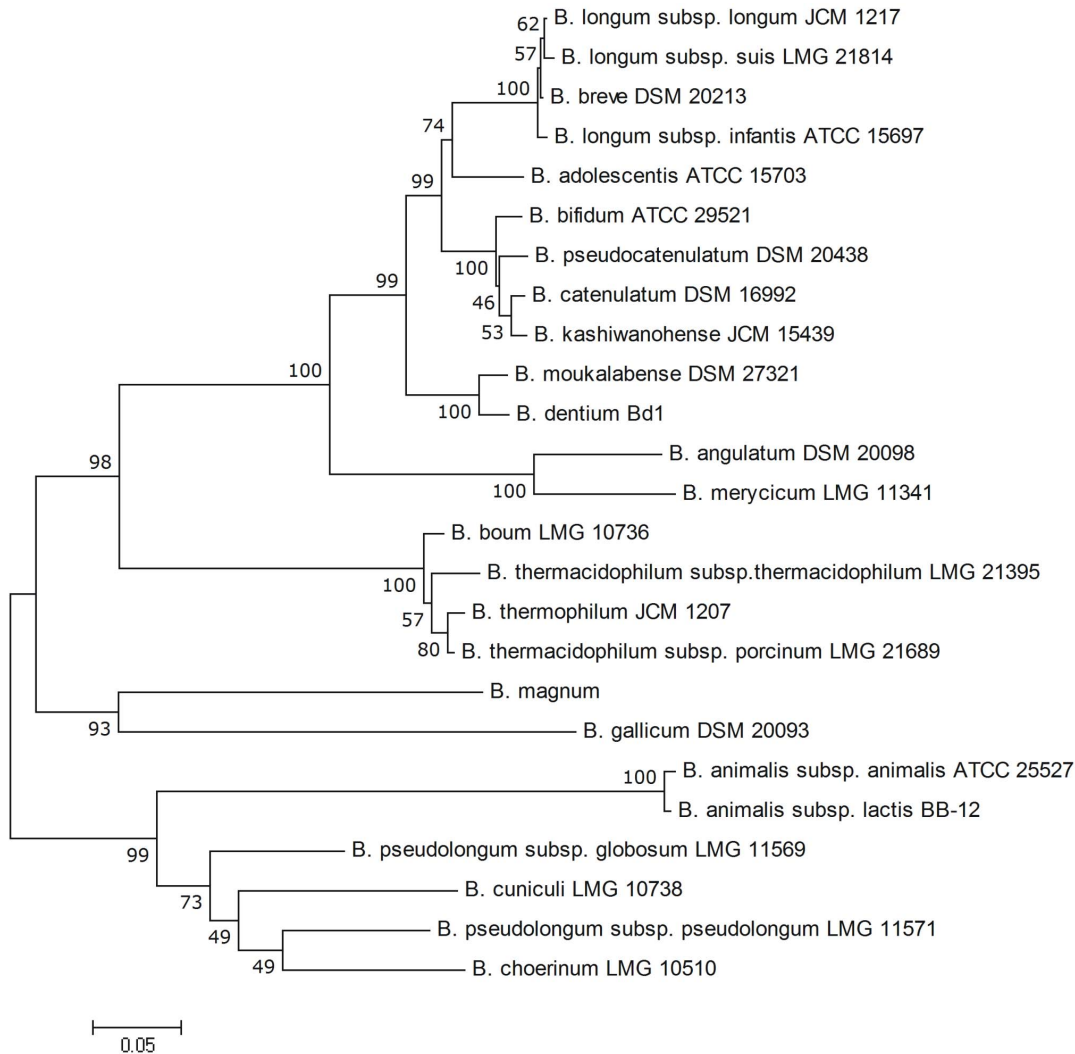 62
B. longum subsp. longum JCM 1217
57
B. longum subsp. suis LMG 21814
100
B. breve DSM 20213
74
B. longum subsp. infantis ATCC 15697
99
B. adolescentis ATCC 15703
B. bifidum ATCC 29521
100
B. pseudocatenulatum DSM 20438
99
46
B. catenulatum DSM 16992
53
B. kashiwanohense JCM 15439
100
B. moukalabense DSM 27321
100
B. dentium Bd1
98
B. angulatum DSM 20098
100
B. merycicum LMG 11341
B. boum LMG 10736
100
B. thermacidophilum subsp.thermacidophilum LMG 21395
57
B. thermophilum JCM 1207
80
B. thermacidophilum subsp. porcinum LMG 21689
B. magnum
93
B. gallicum DSM 20093
100
B. animalis subsp. animalis ATCC 25527
B. animalis subsp. lactis BB-12
99
B. pseudolongum subsp. globosum LMG 11569
73
B. cuniculi LMG 10738
49
B. pseudolongum subsp. pseudolongum LMG 11571
49
B. choerinum LMG 10510
0.05